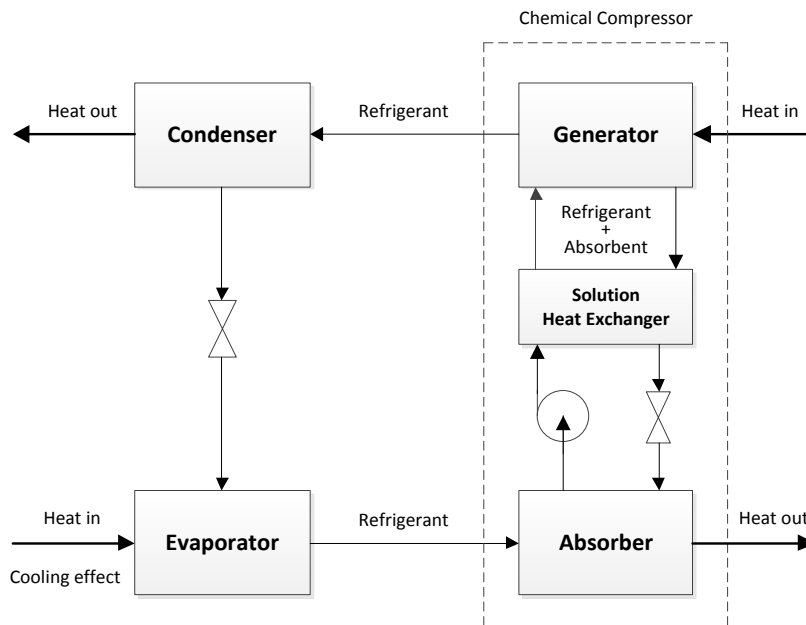 Chemical Compressor
Heat out
Condenser
Refrigerant
Generator
Heat in
Refrigerant
+
Absorbent
Solution
Heat Exchanger
Heat in
Cooling effect
Evaporator
Refrigerant
Absorber
Heat out